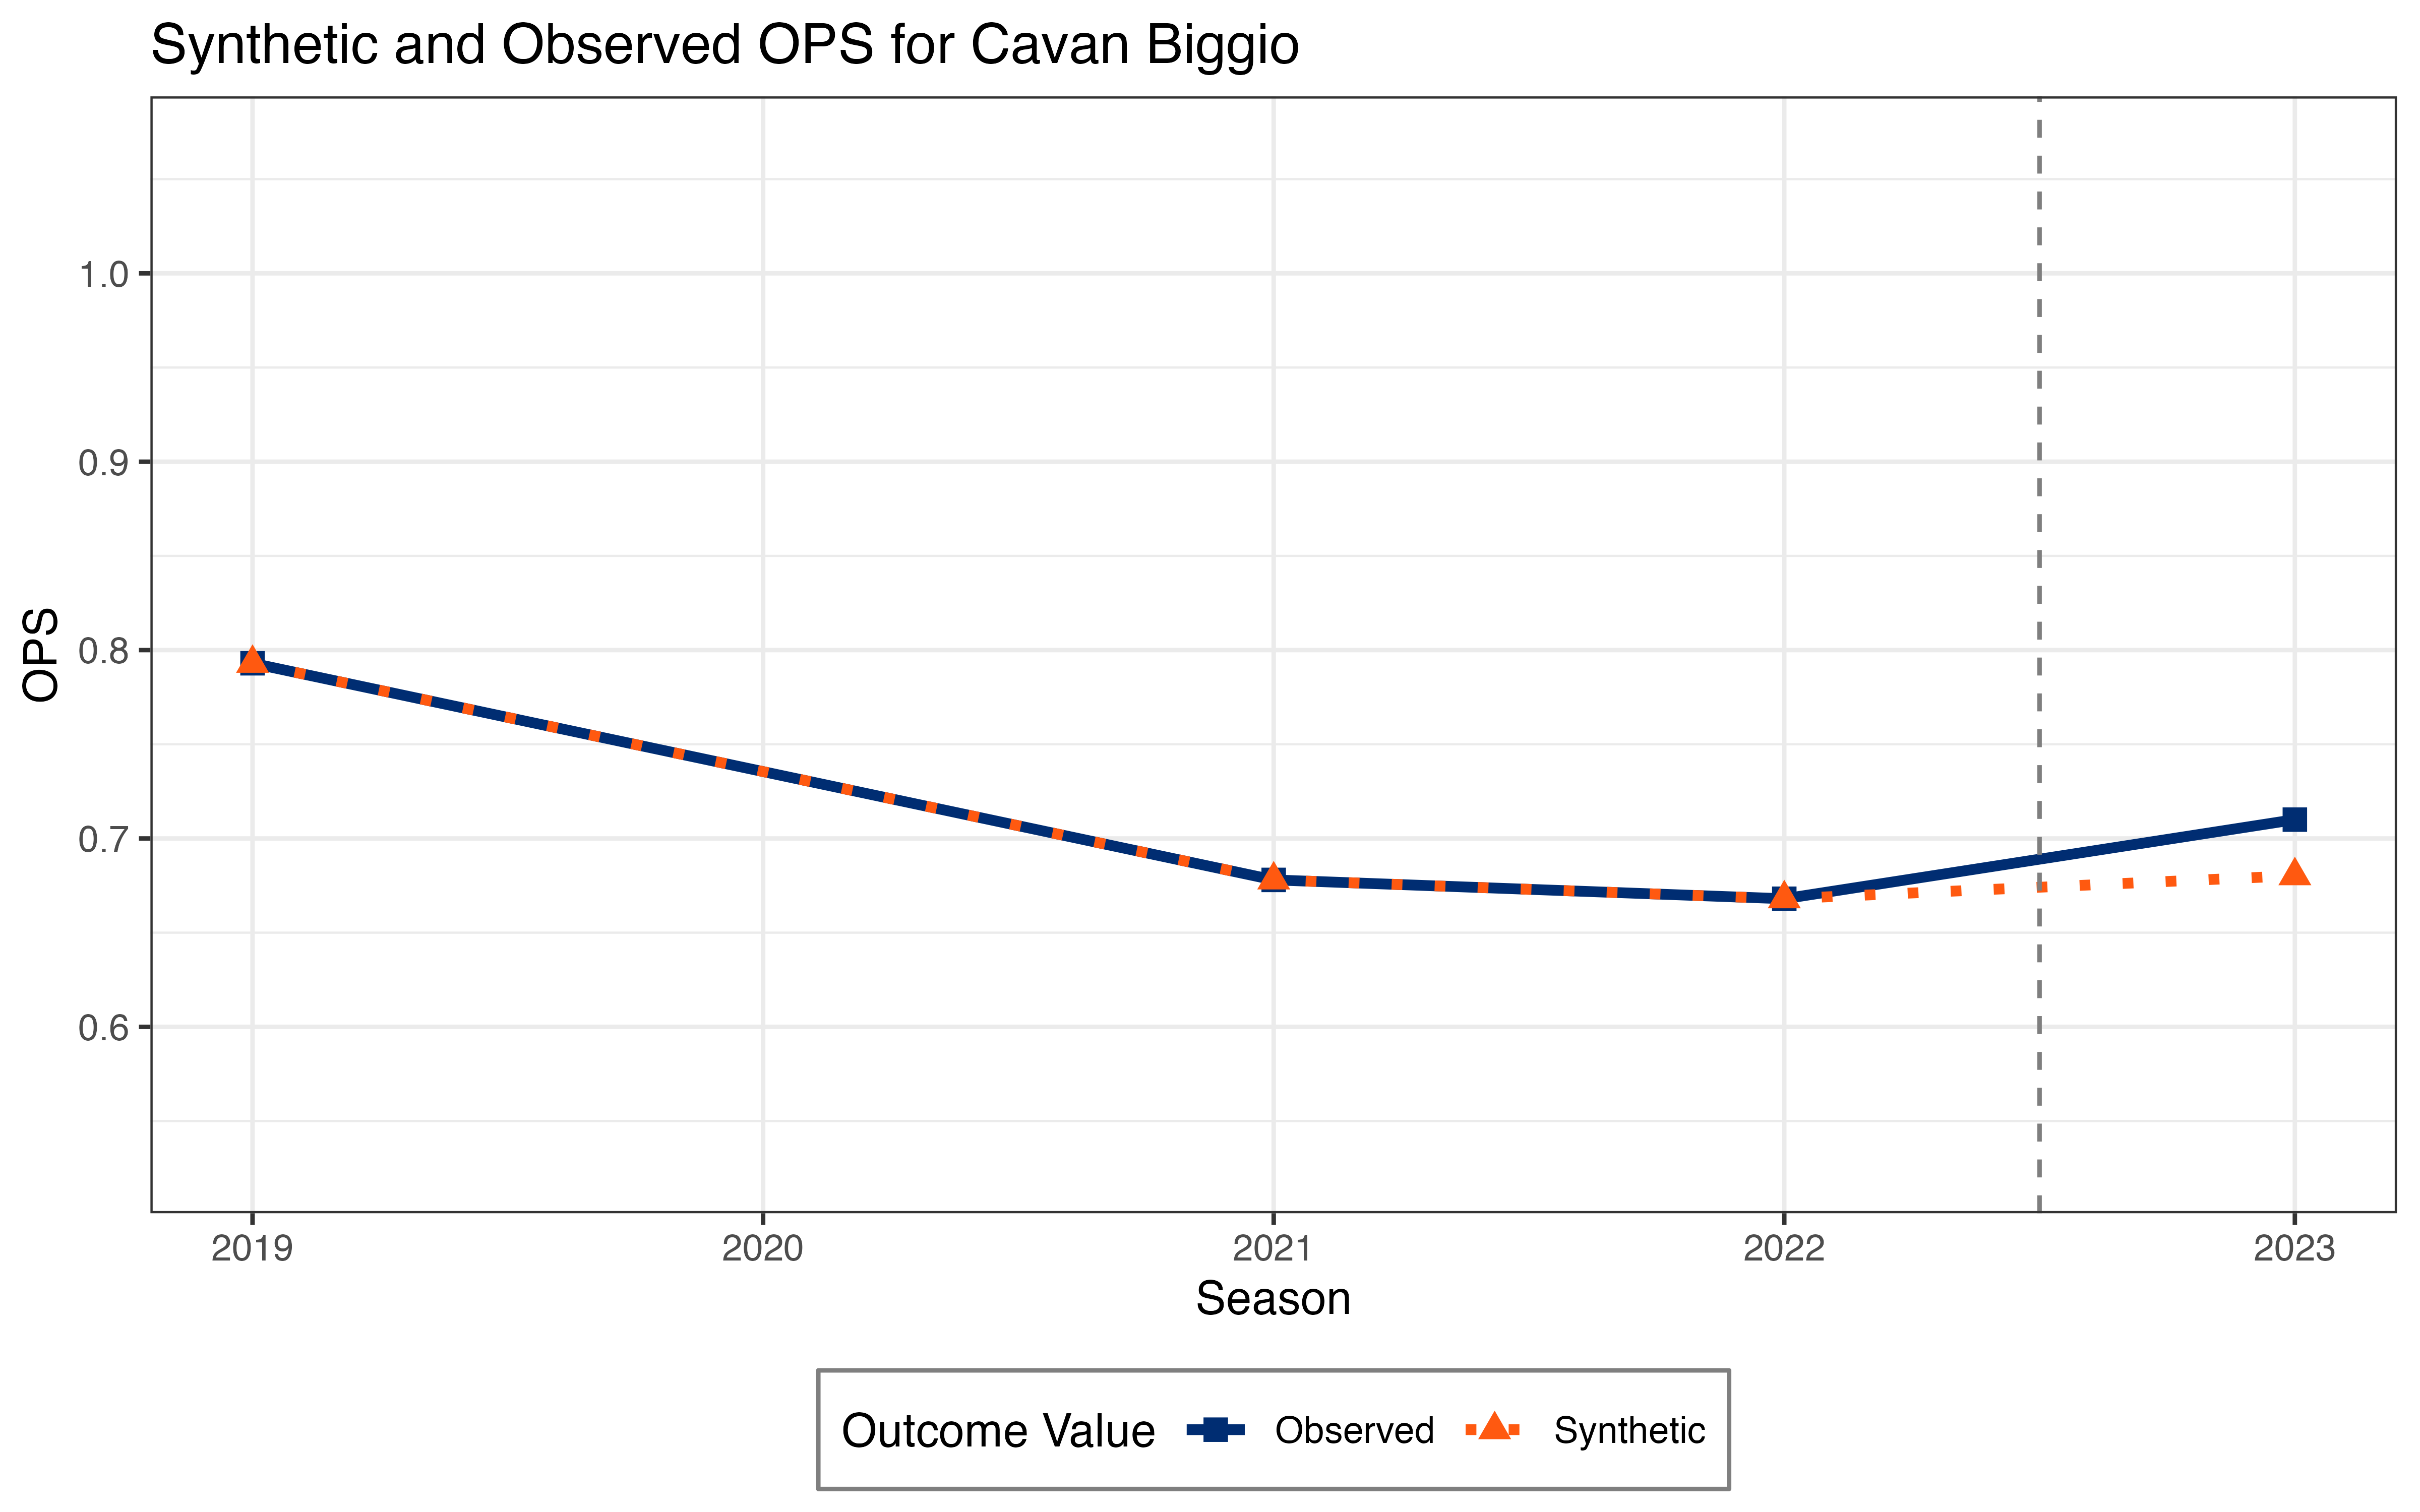 Synthetic and Observed OPS for Cavan Biggio
OPS
1.0
0.9
0.8
0.7
0.6
2019 2020 2021 2022 2023
Season
Outcome Value Observed Synthetic